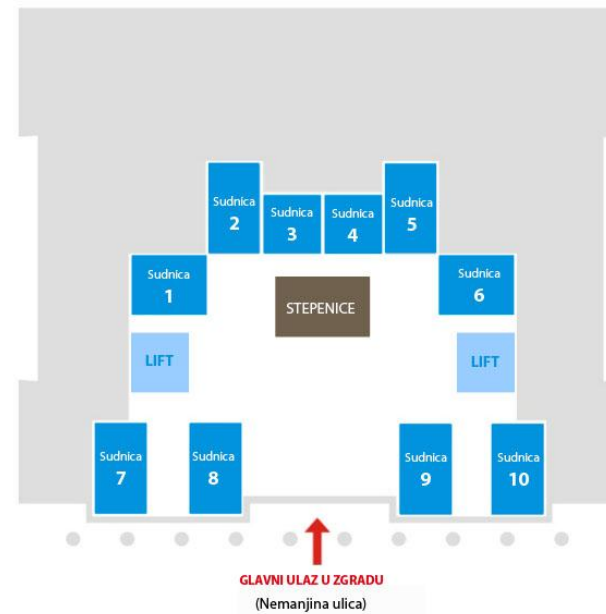 Sudnica
2
Sudnica
3
Sudnica
4
Sudnica
5
Sudnica
1
Sudnica
6
STEPENICE
LIFT
LIFT
Sudnica
7
Sudnica
8
Sudnica
9
Sudnica
10
GLAVNI ULAZ U ZGRADU
(Nemanjina ulica)